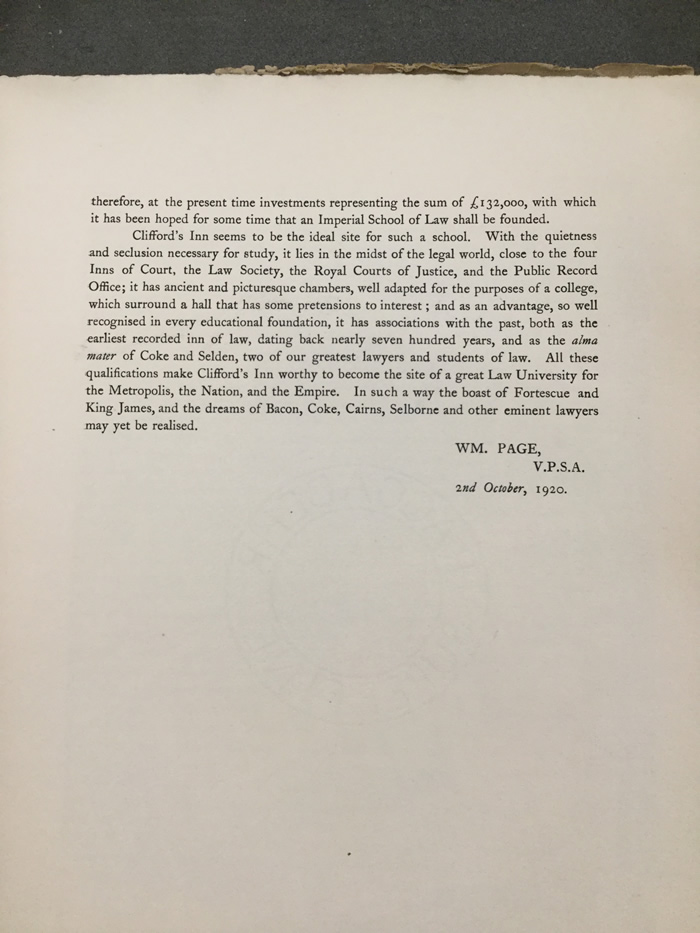 therefore, at the present time investments representing the sum of £132,000, with which
it has been hoped for some time that an Imperial School of Law shall be founded.
Clifford's Inn seems to be the ideal site for such a school. With the quietness
and seclusion necessary for study, it lies in the midst of the legal world, close to the four
Inns of Court, the Law Society, the Royal Courts of Justice, and the Public Record
Office; it has ancient and picturesque chambers, well adapted for the purposes of a college,
which surround a hall that has some pretensions to interest ; and as an advantage, so well
recognised in every educational foundation, it has associations with the past, both as the
earliest recorded inn of law, dating back nearly seven hundred years, and as the alma
mater of Coke and Selden, two of our greatest lawyers and students of law. All these
qualifications make Clifford's Inn worthy to become the site of a great Law University for
the Metropolis, the Nation, and the Empire. In such a way the boast of Fortescue and
King James, and the dreams of Bacon, Coke, Cairns, Selborne and other eminent lawyers
may yet be realised.
WM. PAGE,
V.P.S.A.
2nd October, 1920.